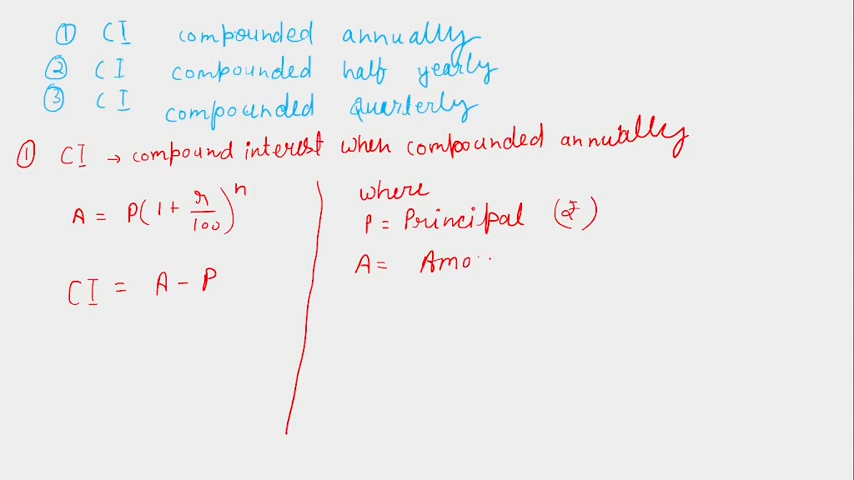 ① CI compounded annually
② CI compounded half yearly
③ CI compounded Quarterly
① CI → compound interest when compounded annually
A = P(1 + r/100)^n
CI = A - P
where
P = Principal (₹)
A = Amo